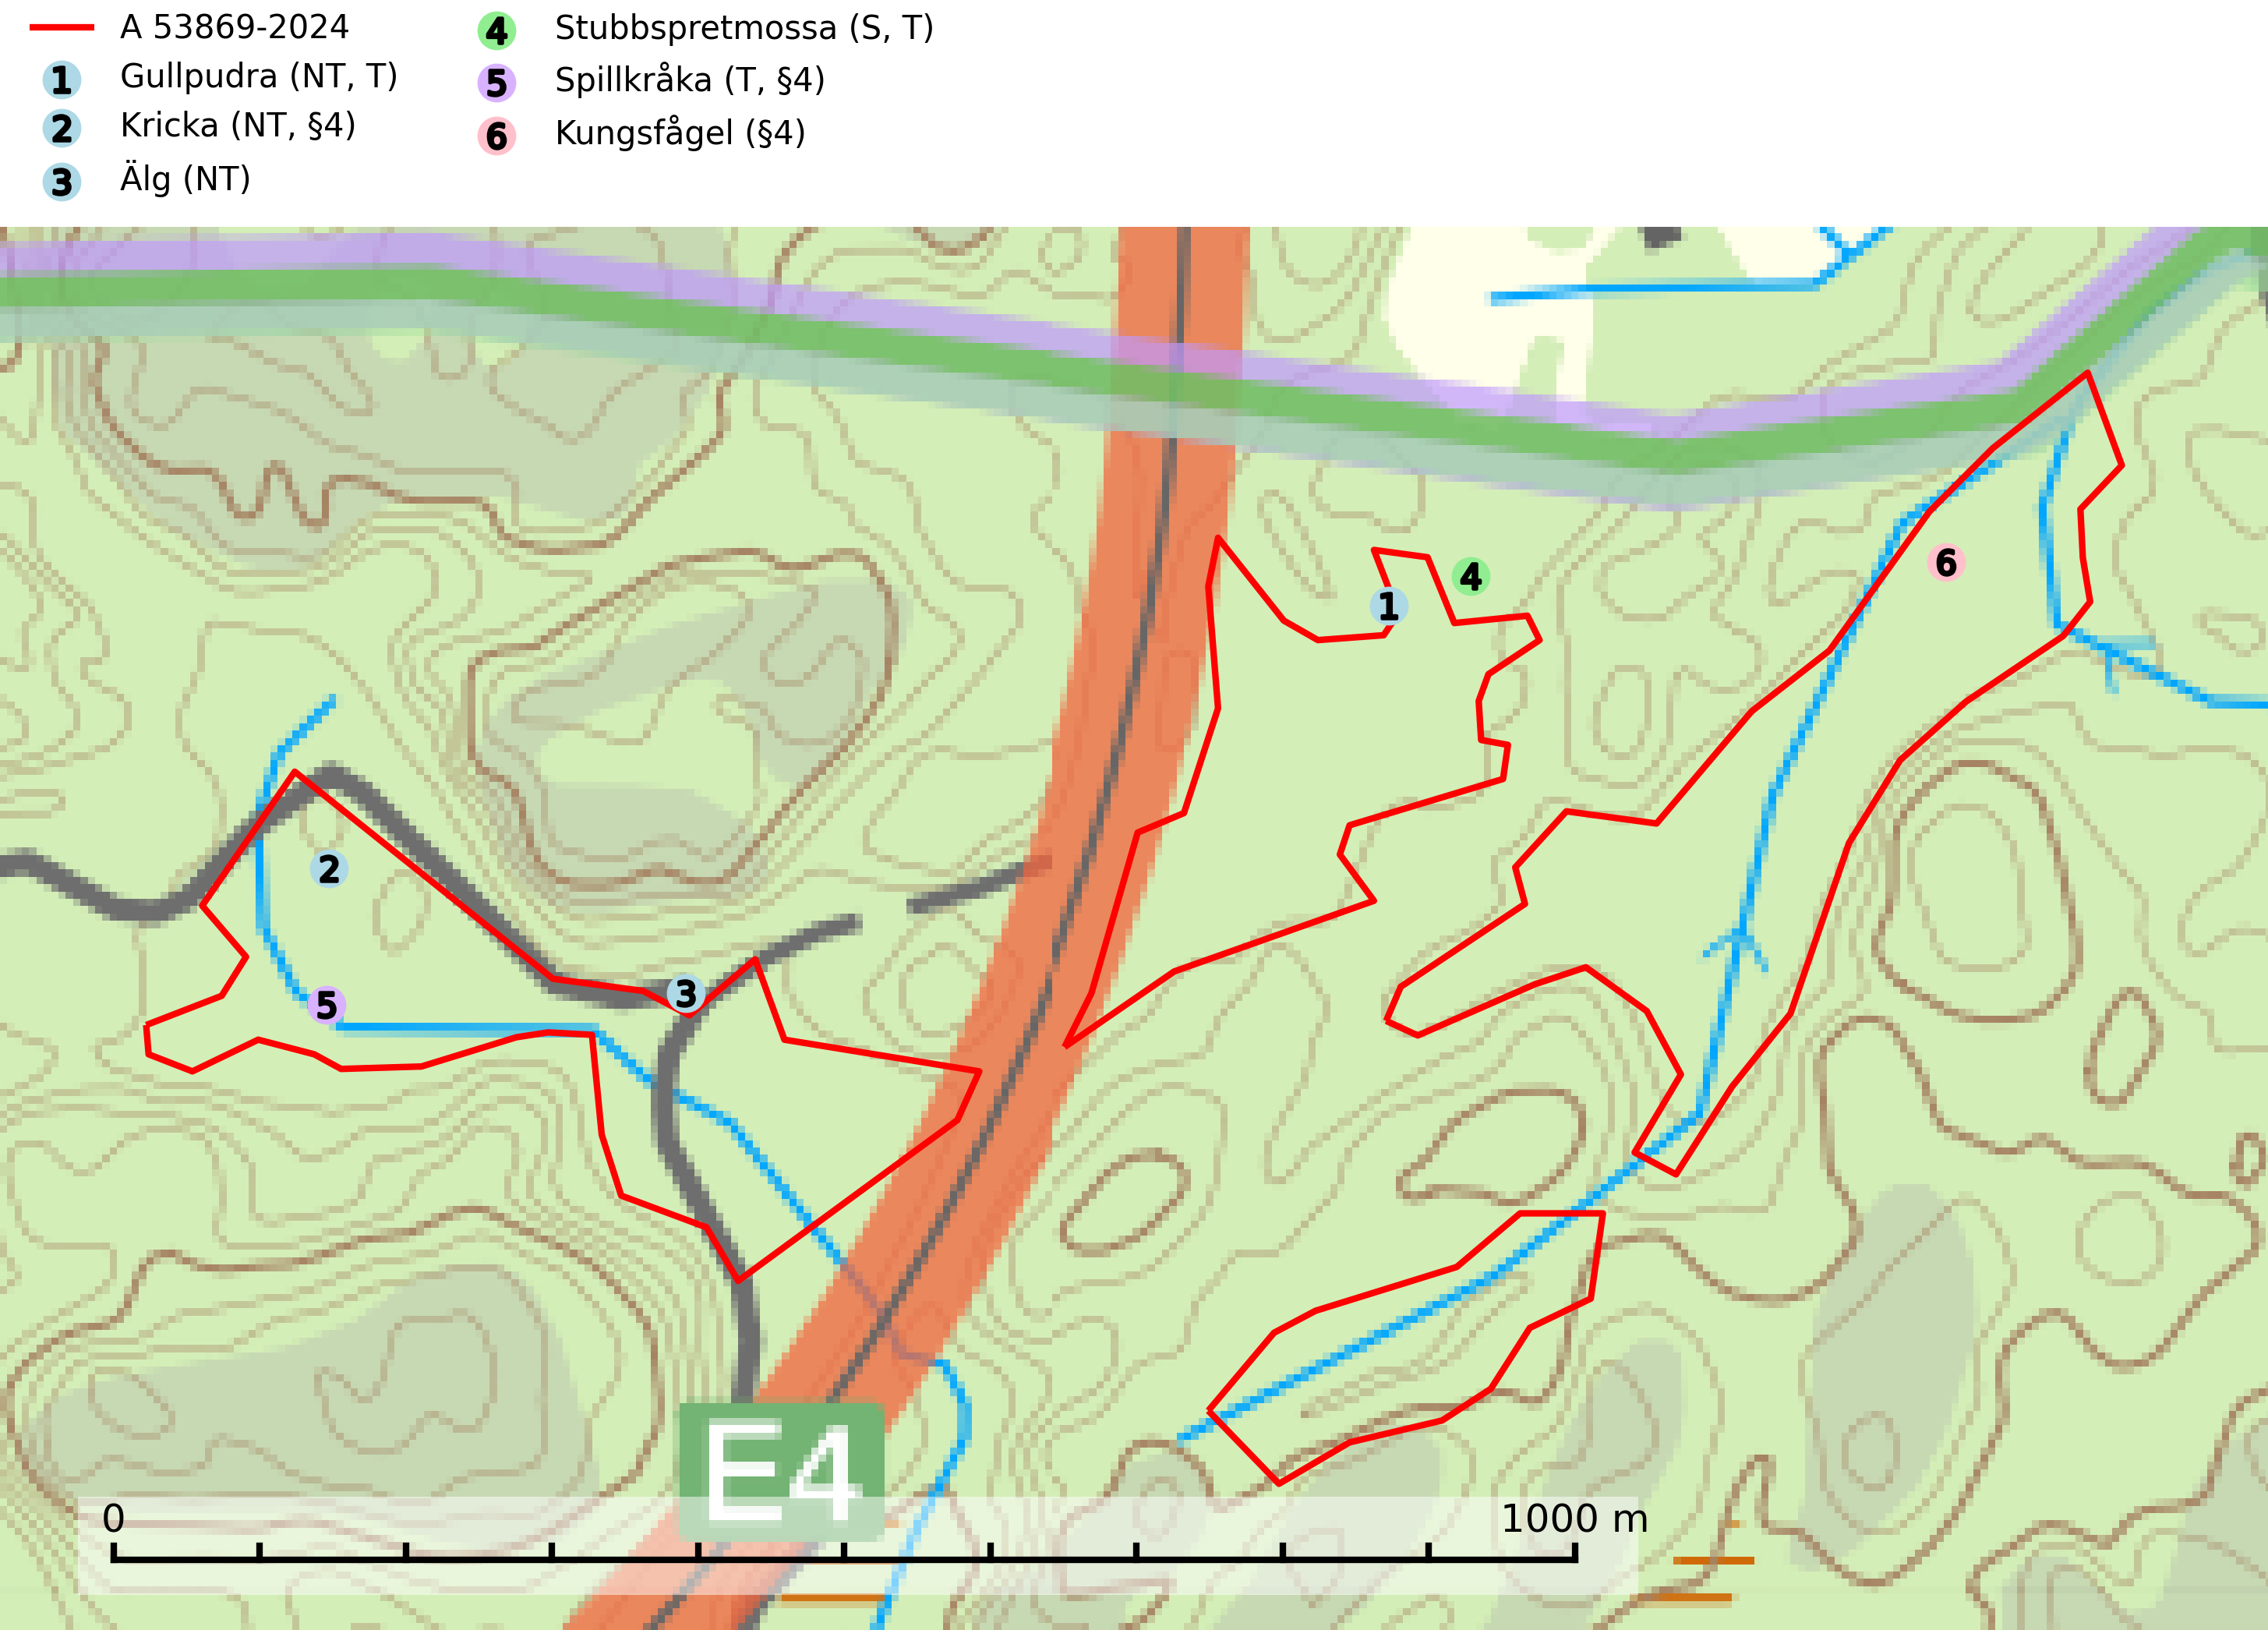 A 53869-2024
1 Gullpudra (NT, T)
2 Kricka (NT, §4)
3 Älg (NT)
4 Stubbspretmossa (S, T)
5 Spillkråka (T, §4)
6 Kungsfågel (§4)
4
6
1
2
3
5
E4
0 1000 m